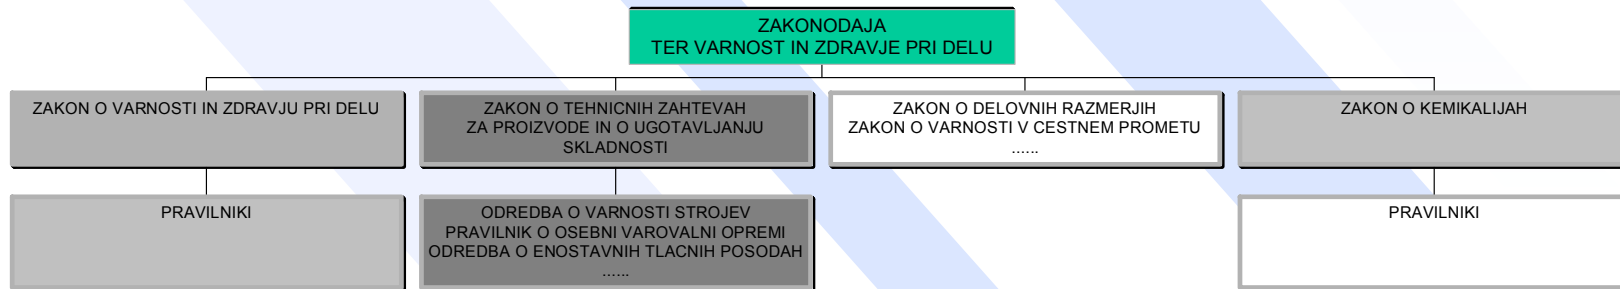 ZAKONODAJA
TER VARNOST IN ZDRAVJE PRI DELU
ZAKON O VARNOSTI IN ZDRAVJU PRI DELU
ZAKON O TEHNICNIH ZAHTEVAH
ZA PROIZVODE IN O UGOTAVLJANJU
SKLADNOSTI
ZAKON O DELOVNIH RAZMERJIH
ZAKON O VARNOSTI V CESTNEM PROMETU
......
ZAKON O KEMIKALIJAH
PRAVILNIKI
ODREDBA O VARNOSTI STROJEV
PRAVILNIK O OSEBNI VAROVALNI OPREMI
ODREDBA O ENOSTAVNIH TLACNIH POSODAH
......
PRAVILNIKI